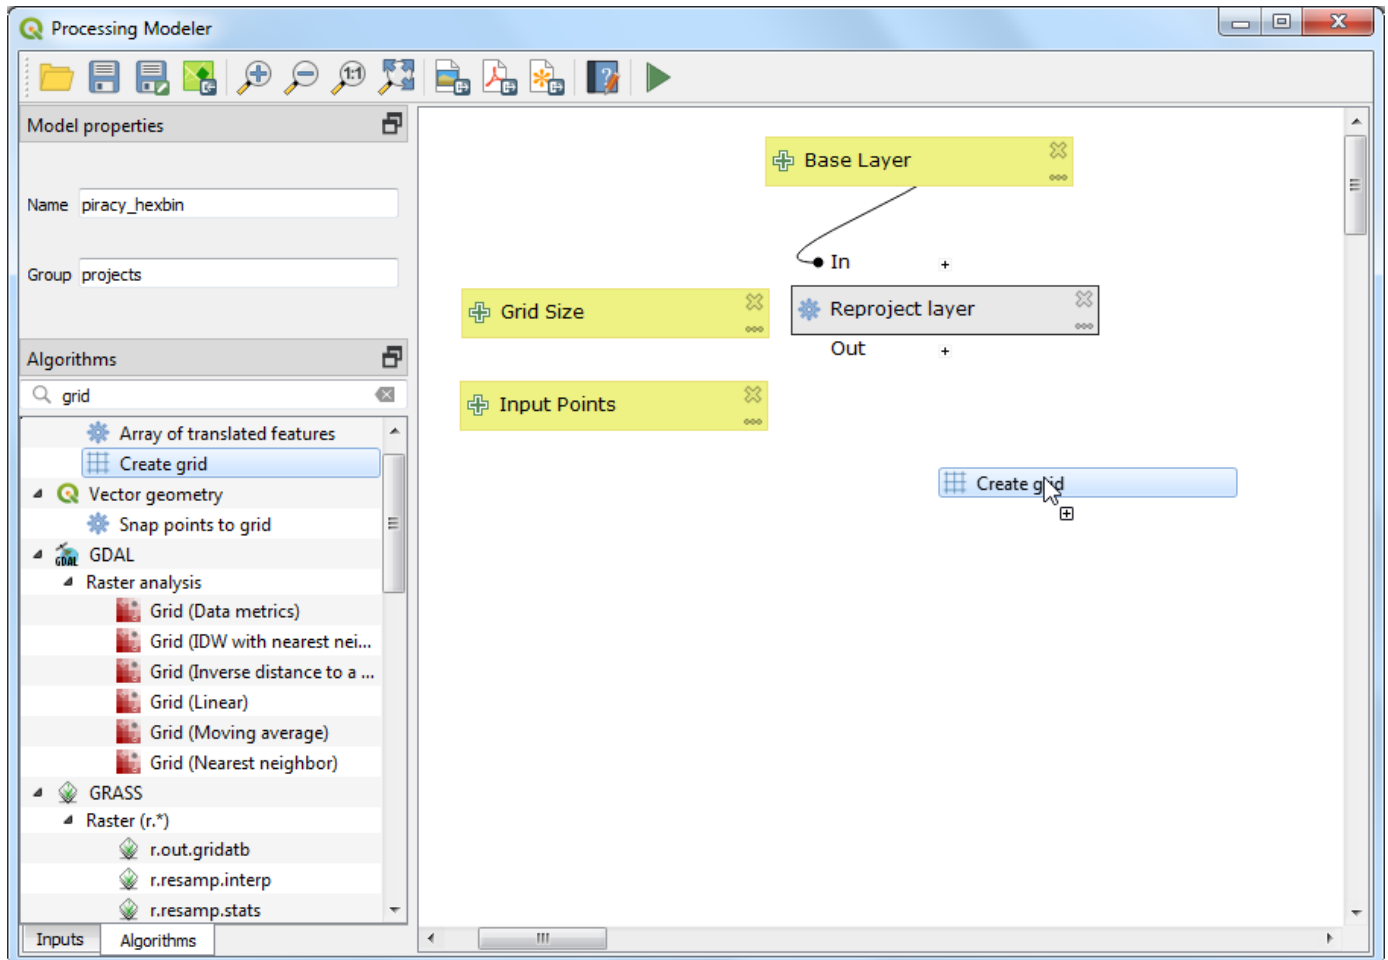 Processing Modeler
1:1
Model properties
Name piracy_hexbin
Group projects
Algorithms
grid
Array of translated features
Create grid
Vector geometry
Snap points to grid
GDAL GDAL
Raster analysis
Grid (Data metrics)
Grid (IDW with nearest nei...
Grid (Inverse distance to a ...
Grid (Linear)
Grid (Moving average)
Grid (Nearest neighbor)
GRASS
Raster (r.*)
r.out.gridatb
r.resamp.interp
r.resamp.stats
Inputs Algorithms
Base Layer
In +
Grid Size
Reproject layer
Out +
Input Points
Create grid